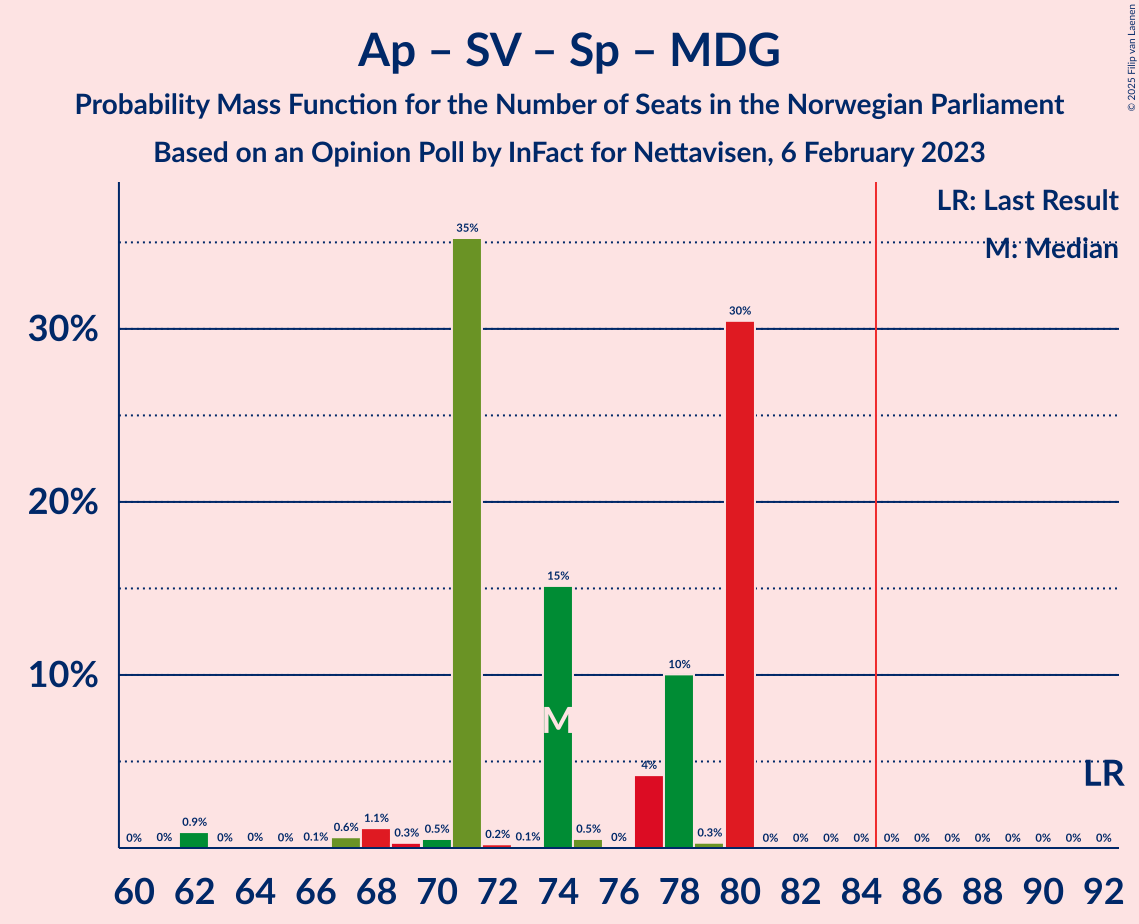 Ap – SV – Sp – MDG
Probability Mass Function for the Number of Seats in the Norwegian Parliament
Based on an Opinion Poll by InFact for Nettavisen, 6 February 2023
© 2025 Filip van Laenen
LR: Last Result
M: Median
35%
30%
30%
20%
15%
10%
10%
M
4%
LR
0% 0% 0.9% 0% 0% 0% 0.1% 0.6% 1.1% 0.3% 0.5% 0.2% 0.1% 0.5% 0% 0.3% 0% 0% 0% 0% 0% 0% 0% 0% 0% 0% 0% 0%
60 62 64 66 68 70 72 74 76 78 80 82 84 86 88 90 92